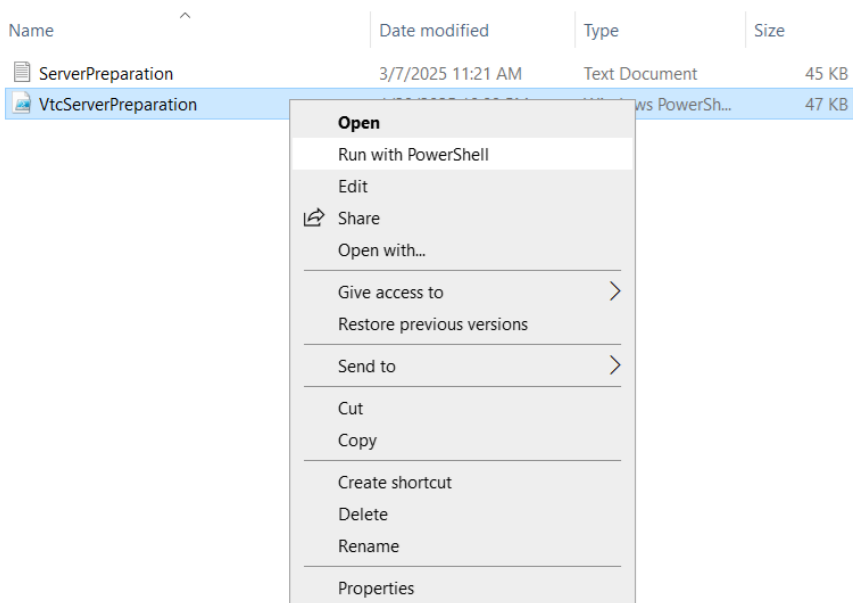 Name Date modified Type Size
ServerPreparation 3/7/2025 11:21 AM Text Document 45 KB
VtcServerPreparation ws PowerSh... 47 KB
Open
Run with PowerShell
Edit
Share
Open with...
Give access to
Restore previous versions
Send to
Cut
Copy
Create shortcut
Delete
Rename
Properties